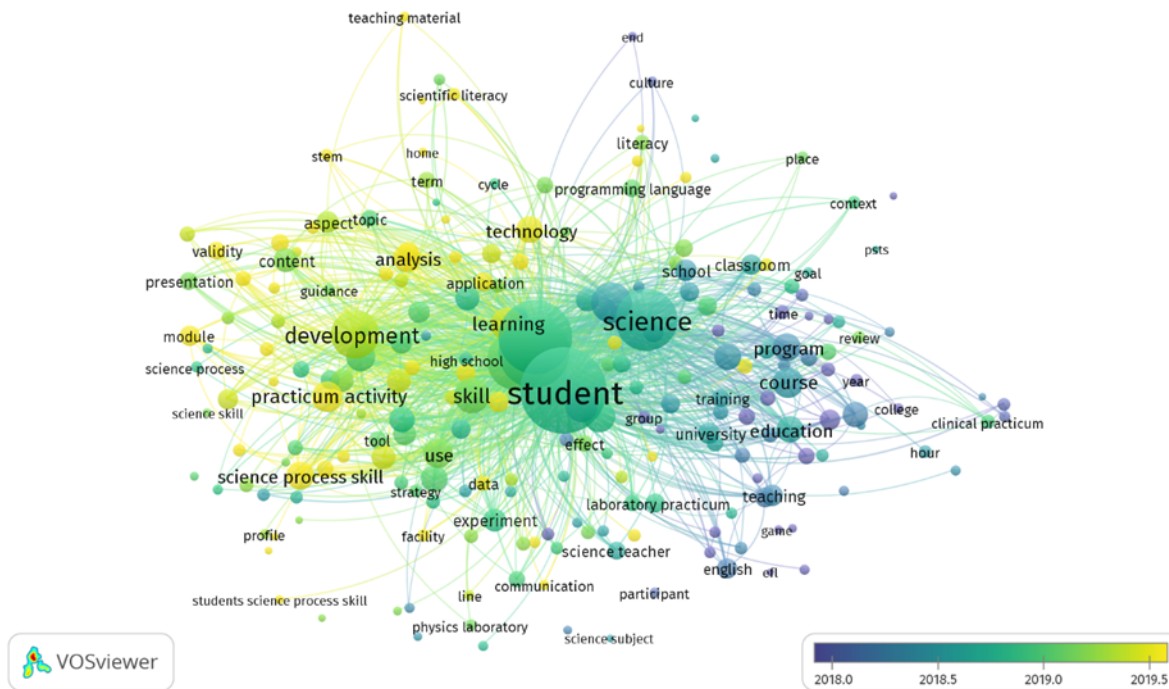 teaching material
end
culture
scientific literacy
literacy
stem
home
place
term
cycle
programming language
context
aspect
topic
technology
validity
content
analysis
school
classroom
psts
presentation
guidance
application
goal
time
development
learning
science
module
review
science process
high school
program
practicum activity
skill
student
training
course
year
science skill
group
college
clinical practicum
tool
effect
university
education
hour
use
science process skill
strategy
data
laboratory practicum
teaching
profile
facility
experiment
science teacher
game
english
efl
communication
students science process skill
line
participant
physics laboratory
science subject
VOSviewer
2018.0
2018.5
2019.0
2019.5